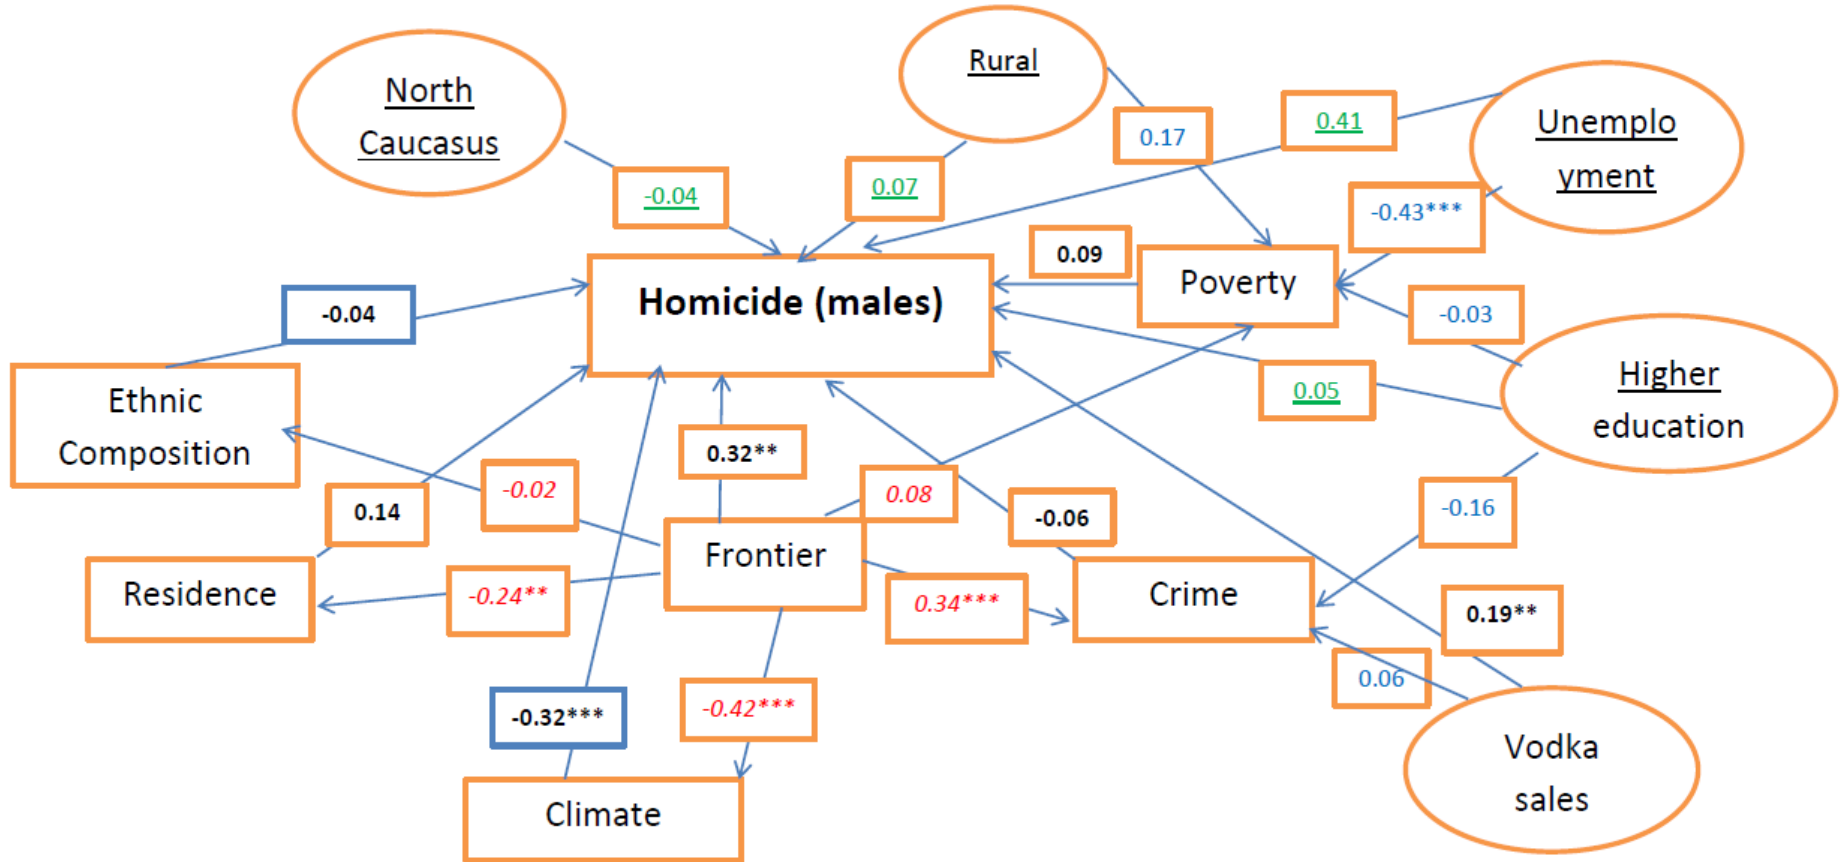 Rural
North
Caucasus
0.41
Unemplo
yment
0.17
-0.04
0.07
-0.43***
0.09
Poverty
Homicide (males)
-0.04
-0.03
Higher
education
0.05
Ethnic
Composition
0.32**
-0.02
0.08
0.14
-0.06
-0.16
Frontier
Residence
-0.24**
0.34***
Crime
0.19**
0.06
-0.32***
-0.42***
Vodka
sales
Climate